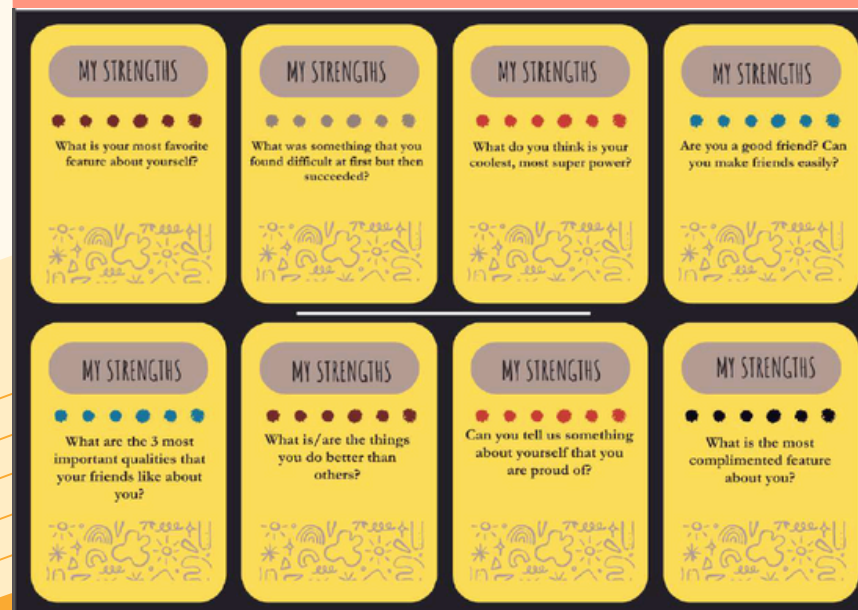 MY STRENGTHS
What is your most favorite
feature about yourself?
MY STRENGTHS
What was something that you
found difficult at first but then
succeeded?
MY STRENGTHS
What do you think is your
coolest, most super power?
MY STRENGTHS
Are you a good friend? Can
you make friends easily?
MY STRENGTHS
What are the 3 most
important qualities that
your friends like about
you?
MY STRENGTHS
What is/are the things
you do better than
others?
MY STRENGTHS
Can you tell us something
about yourself that you
are proud of?
MY STRENGTHS
What is the most
complimented feature
about you?